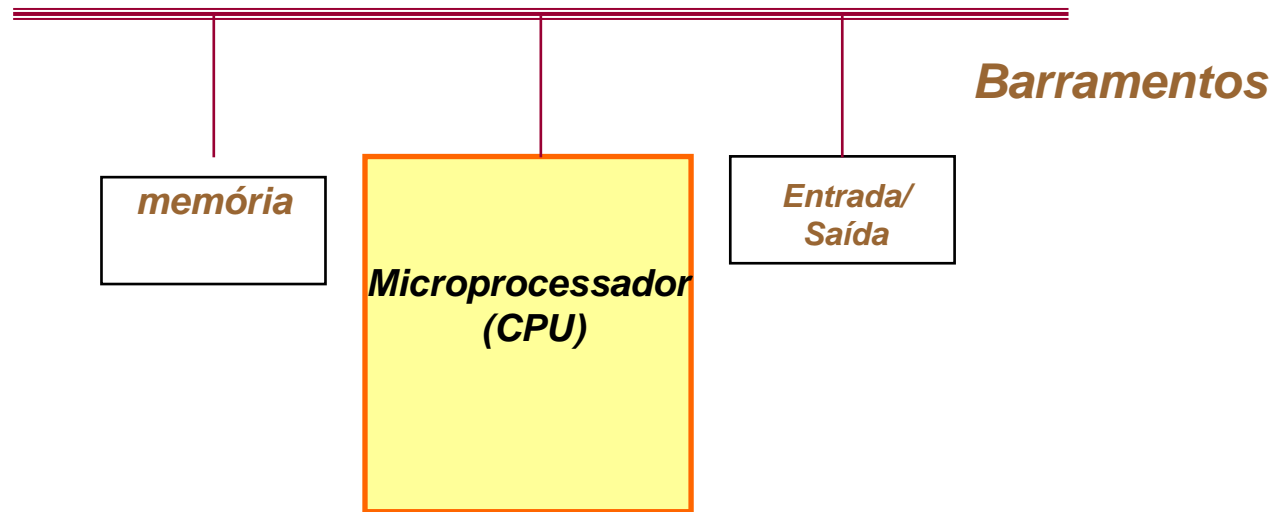 Barramentos
memória
Microprocessador
(CPU)
Entrada/
Saída